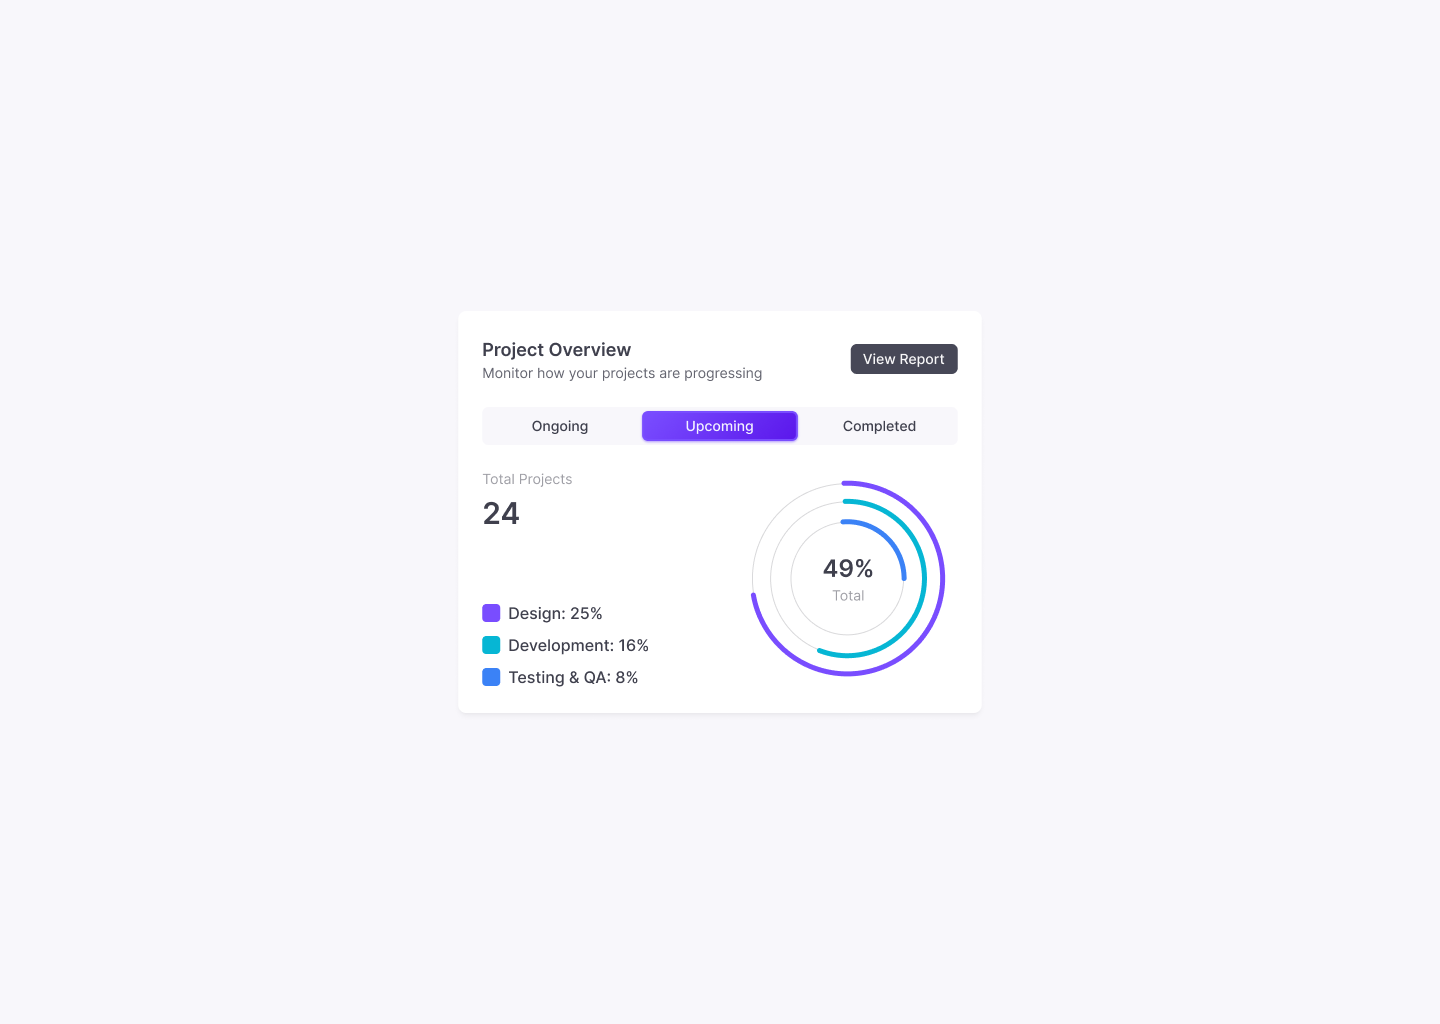 Project Overview
Monitor how your projects are progressing
View Report
Ongoing
Upcoming
Completed
Total Projects
24
49%
Total
Design: 25%
Development: 16%
Testing & QA: 8%